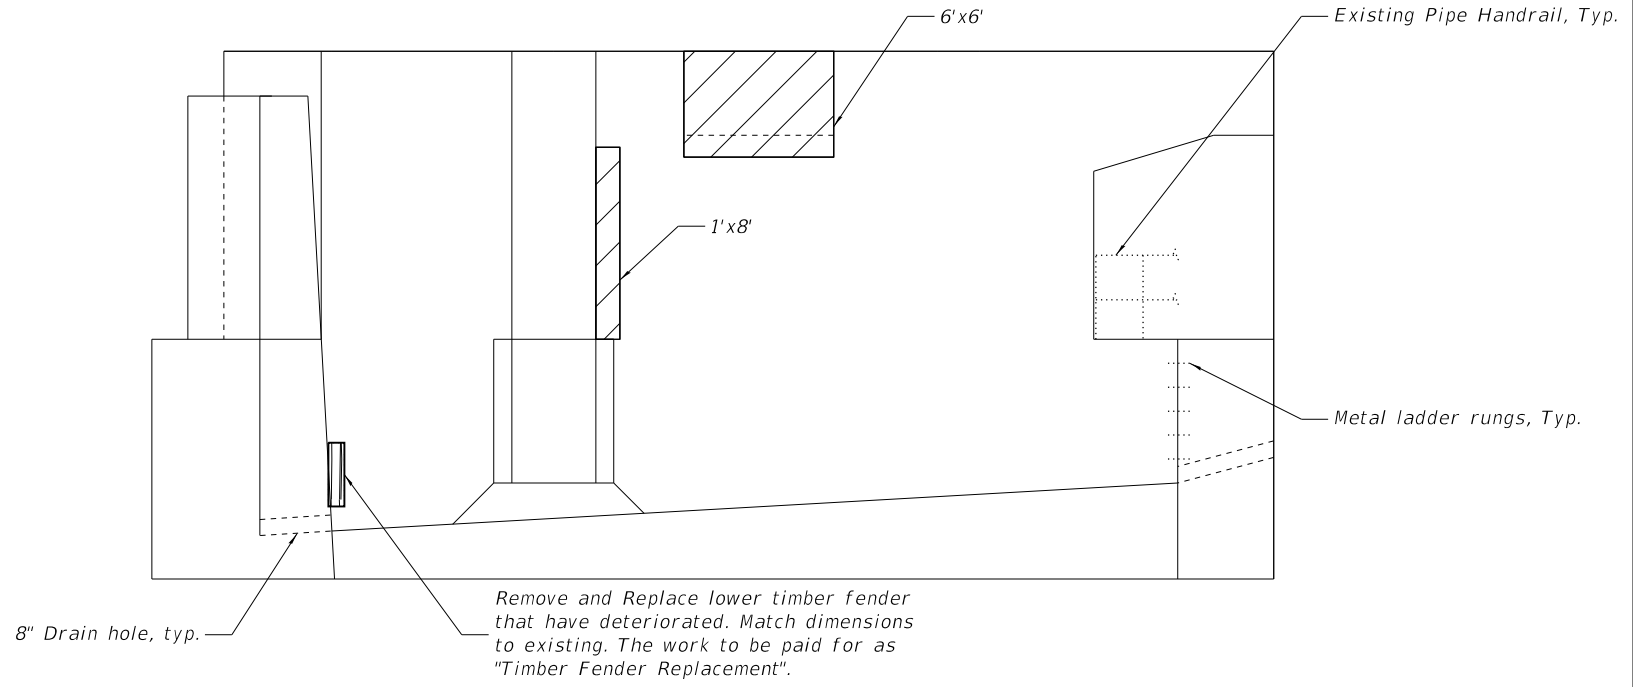 6'x6'
Existing Pipe Handrail, Typ.
1'x8'
Metal ladder rungs, Typ.
8" Drain hole, typ.
Remove and Replace lower timber fender
that have deteriorated. Match dimensions
to existing. The work to be paid for as
"Timber Fender Replacement".